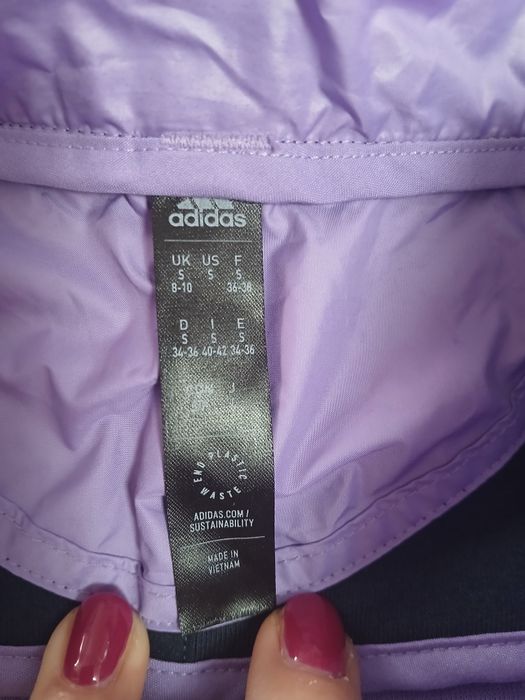 adidas
UK US F
S S S
8-10 36-38
D I E
S S S
34-36 40-42 34-36
END PLASTIC WASTE
ADIDAS.COM/
SUSTAINABILITY
MADE IN
VIETNAM